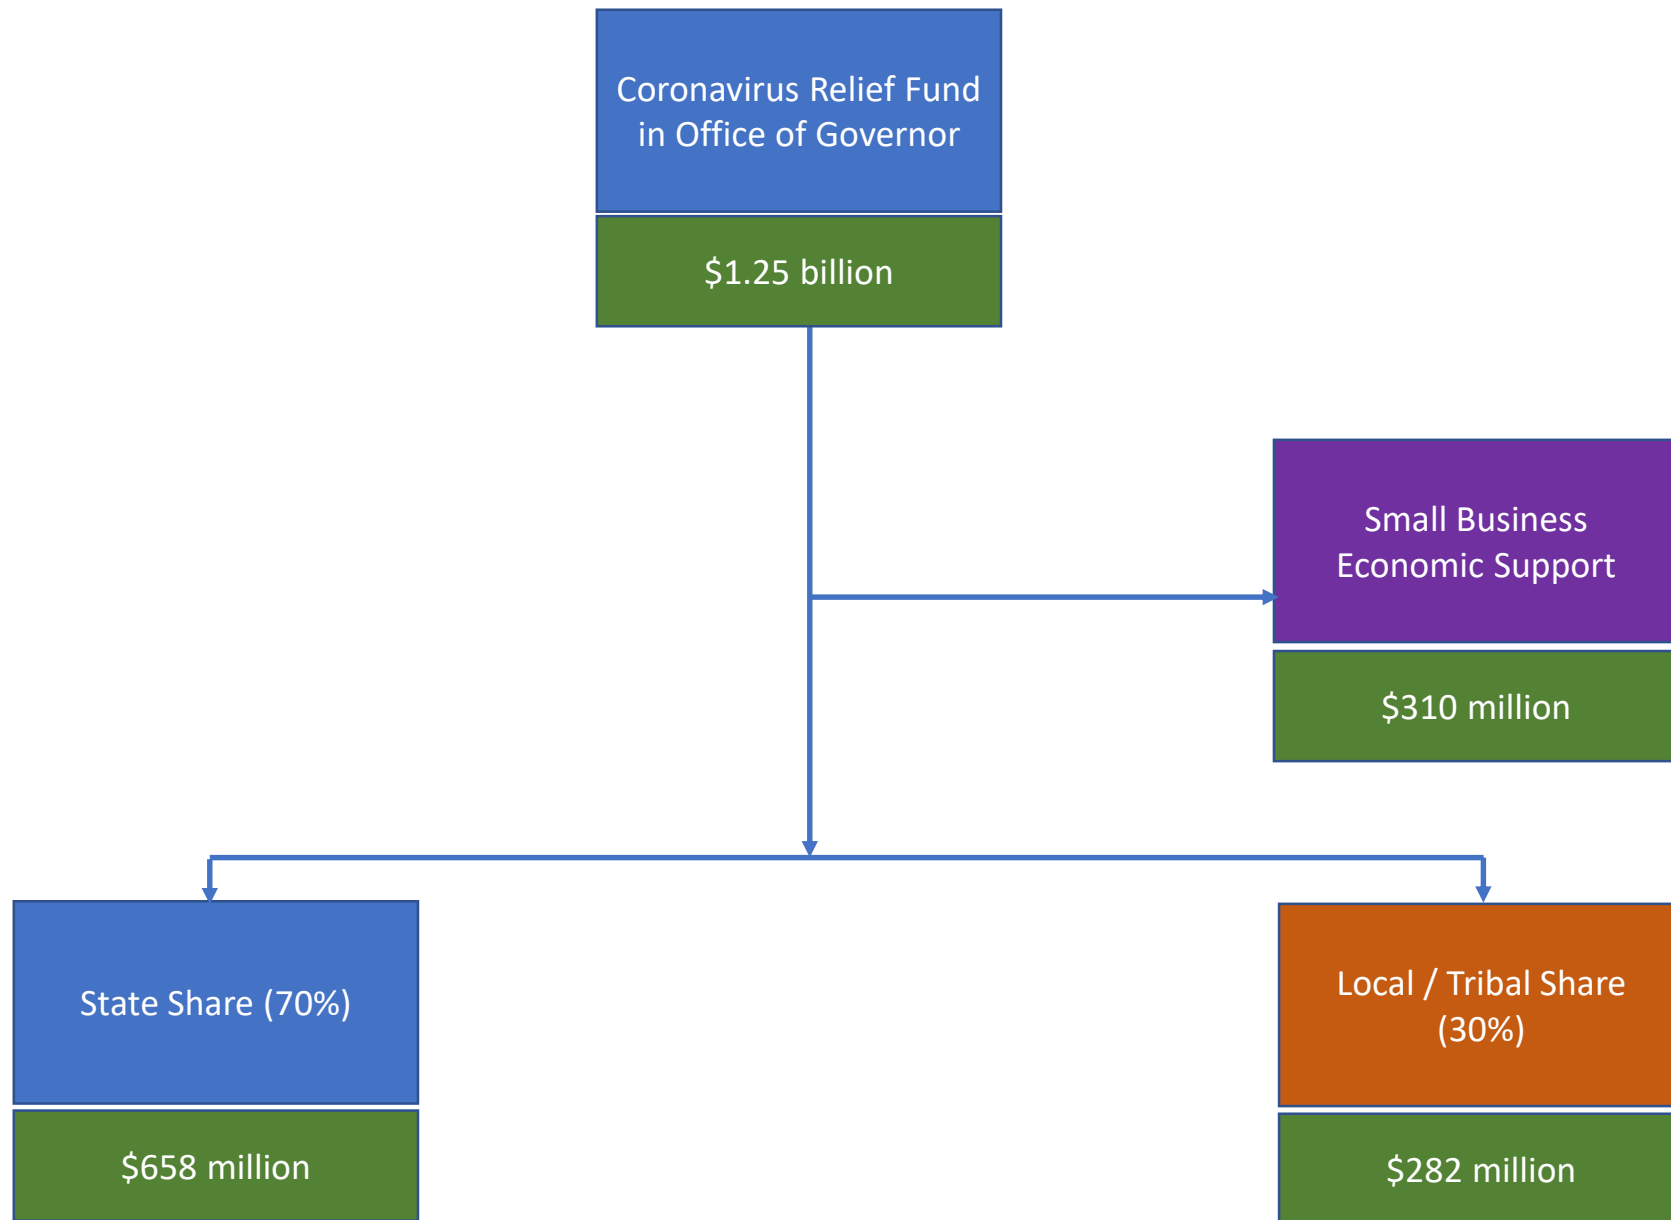 Coronavirus Relief Fund
in Office of Governor
$1.25 billion
Small Business
Economic Support
$310 million
State Share (70%)
$658 million
Local / Tribal Share
(30%)
$282 million